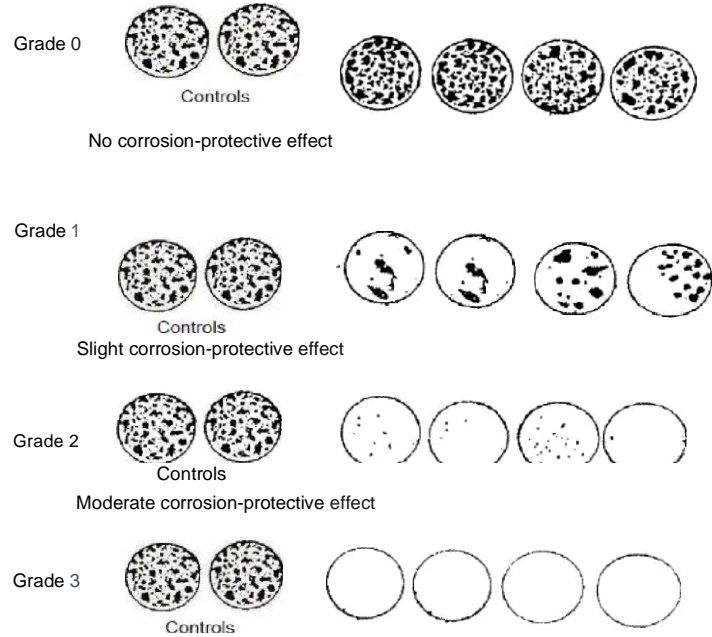 Grade 0
Controls
No corrosion-protective effect
Grade 1
Controls
Slight corrosion-protective effect
Grade 2
Controls
Moderate corrosion-protective effect
Grade 3
Controls